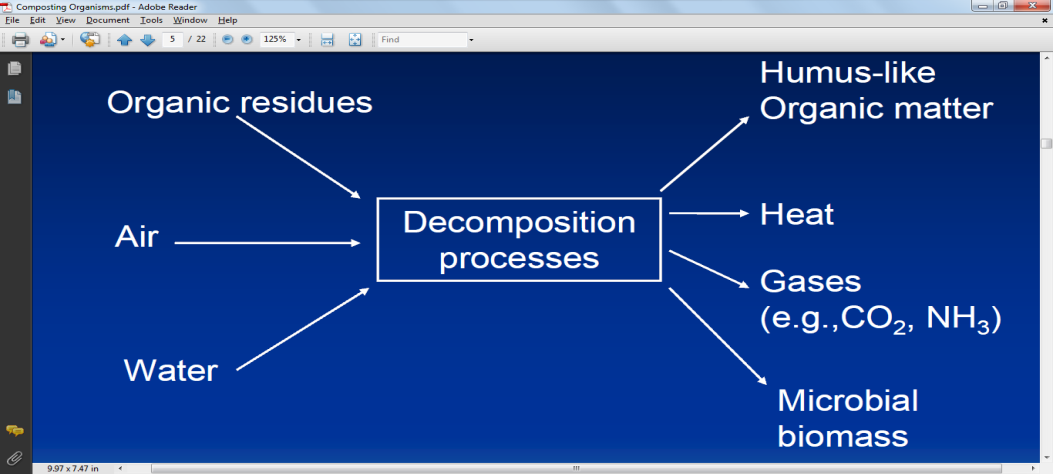 Composting Organisms.pdf - Adobe Reader
File Edit View Document Tools Window Help
5 / 22 125% Find
Organic residues
Air
Water
Decomposition
processes
Humus-like
Organic matter
Heat
Gases
(e.g.,CO₂, NH₃)
Microbial
biomass
9.97 x 7.47 in